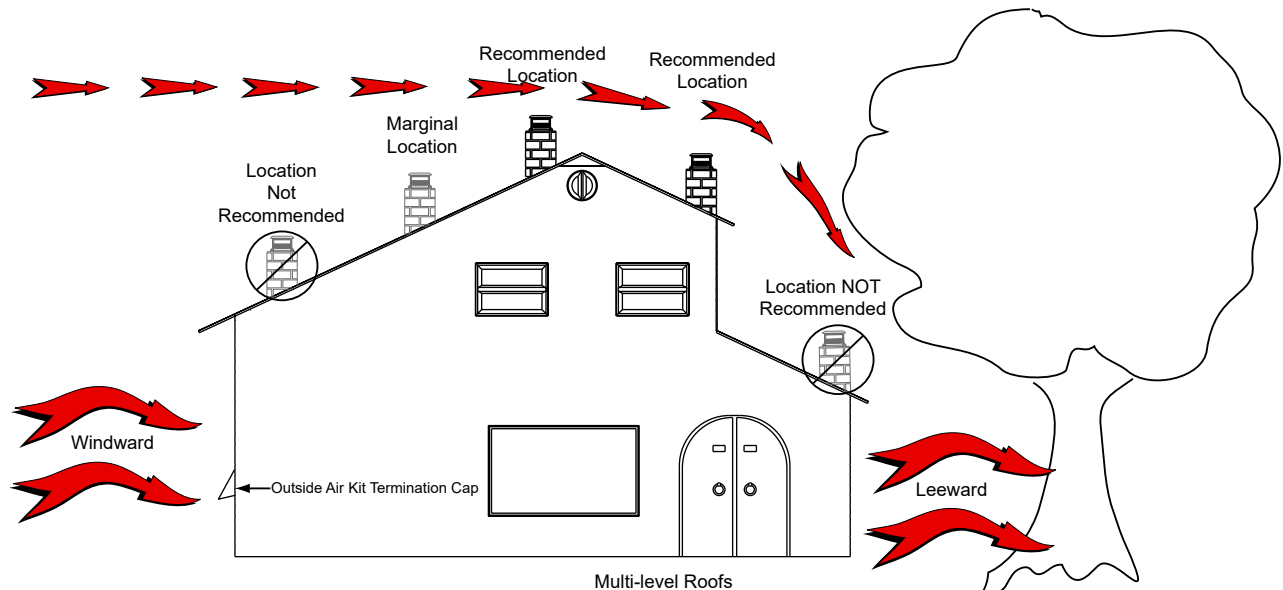 Recommended
Location
Recommended
Location
Marginal
Location
Location
Not
Recommended
Location NOT
Recommended
Windward
Outside Air Kit Termination Cap
Leeward
Multi-level Roofs